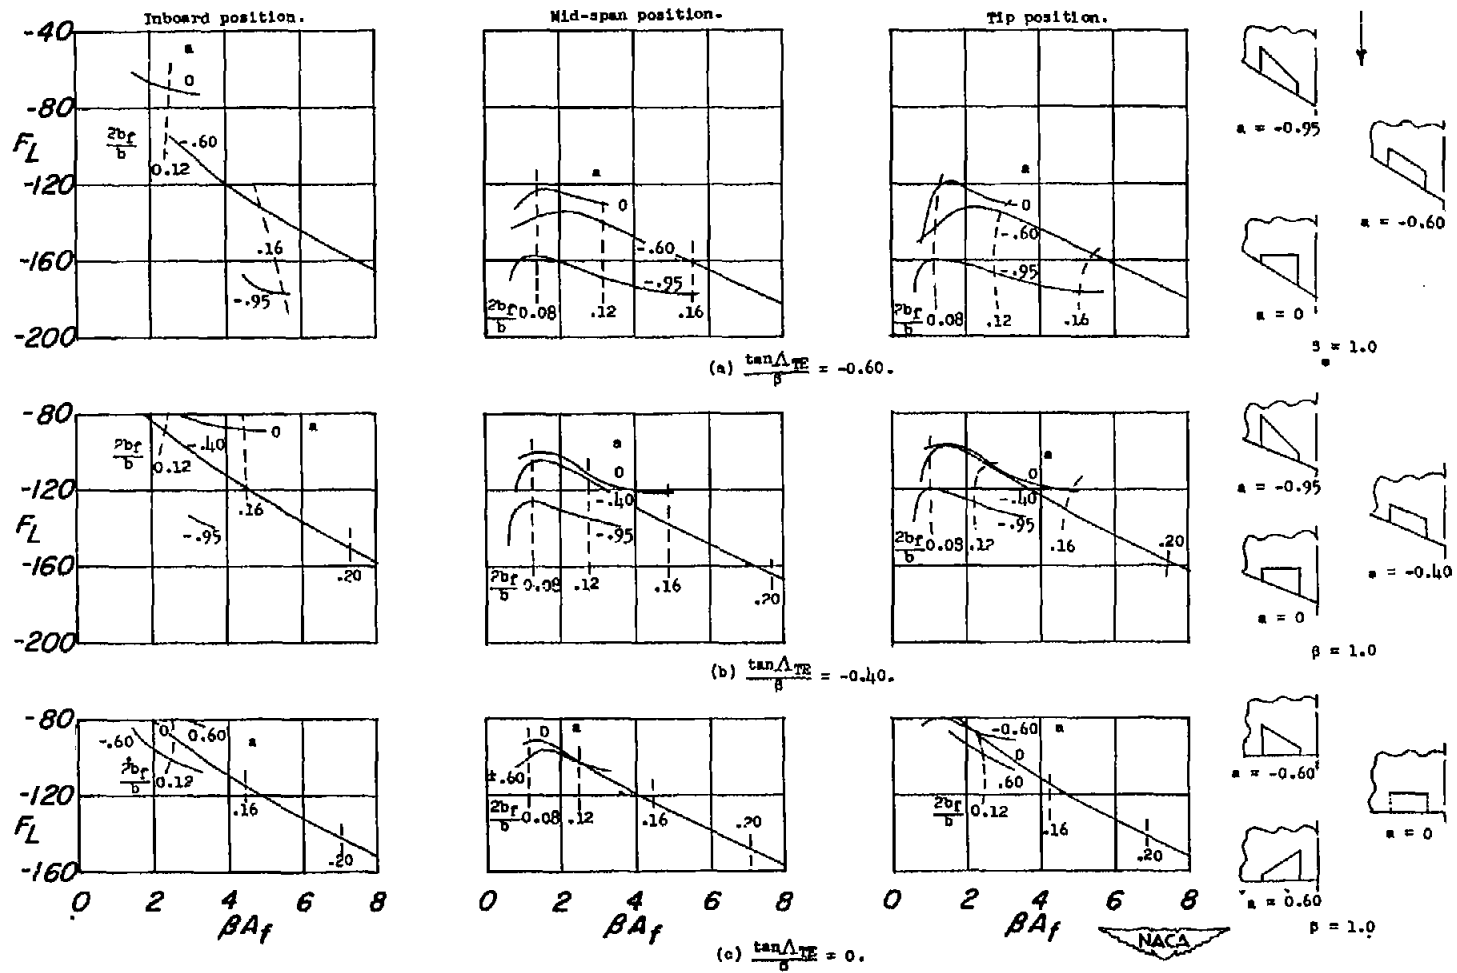 Inboard position.
Mid-span position.
Tip position.
-40
-80
-120
-160
-200
F_L
a
0
-.60
2b_f/b
0.12
.16
-.95
a
0
-.60
-.95
2b_f/b 0.08 .12 .16
a
0
-.60
-.95
2b_f/b 0.08 .12 .16
a = -0.95
a = -0.60
a = 0
β = 1.0
(a) tanΛ_TE/β = -0.60.
-80
-120
-160
-200
F_L
0 a
-.40
2b_f/b 0.12
.16
-.95
.20
a
0
-.40
-.95
2b_f/b 0.08 .12 .16 .20
a
0
-.40
-.95
2b_f/b 0.08 .12 .16 .20
a = -0.95
a = -0.40
a = 0
β = 1.0
(b) tanΛ_TE/β = -0.40.
-80
-120
-160
F_L
-.60 0 0.60 a
2b_f/b 0.12
.16
.20
0 a
±.60
2b_f/b 0.08 .12 .16 .20
-0.60 a
0
.60
2b_f/b 0.12 .16 .20
a = -0.60
a = 0
a = 0.60
β = 1.0
0 2 4 6 8
βA_f
0 2 4 6 8
βA_f
0 2 4 6 8
βA_f
NACA
(c) tanΛ_TE/β = 0.